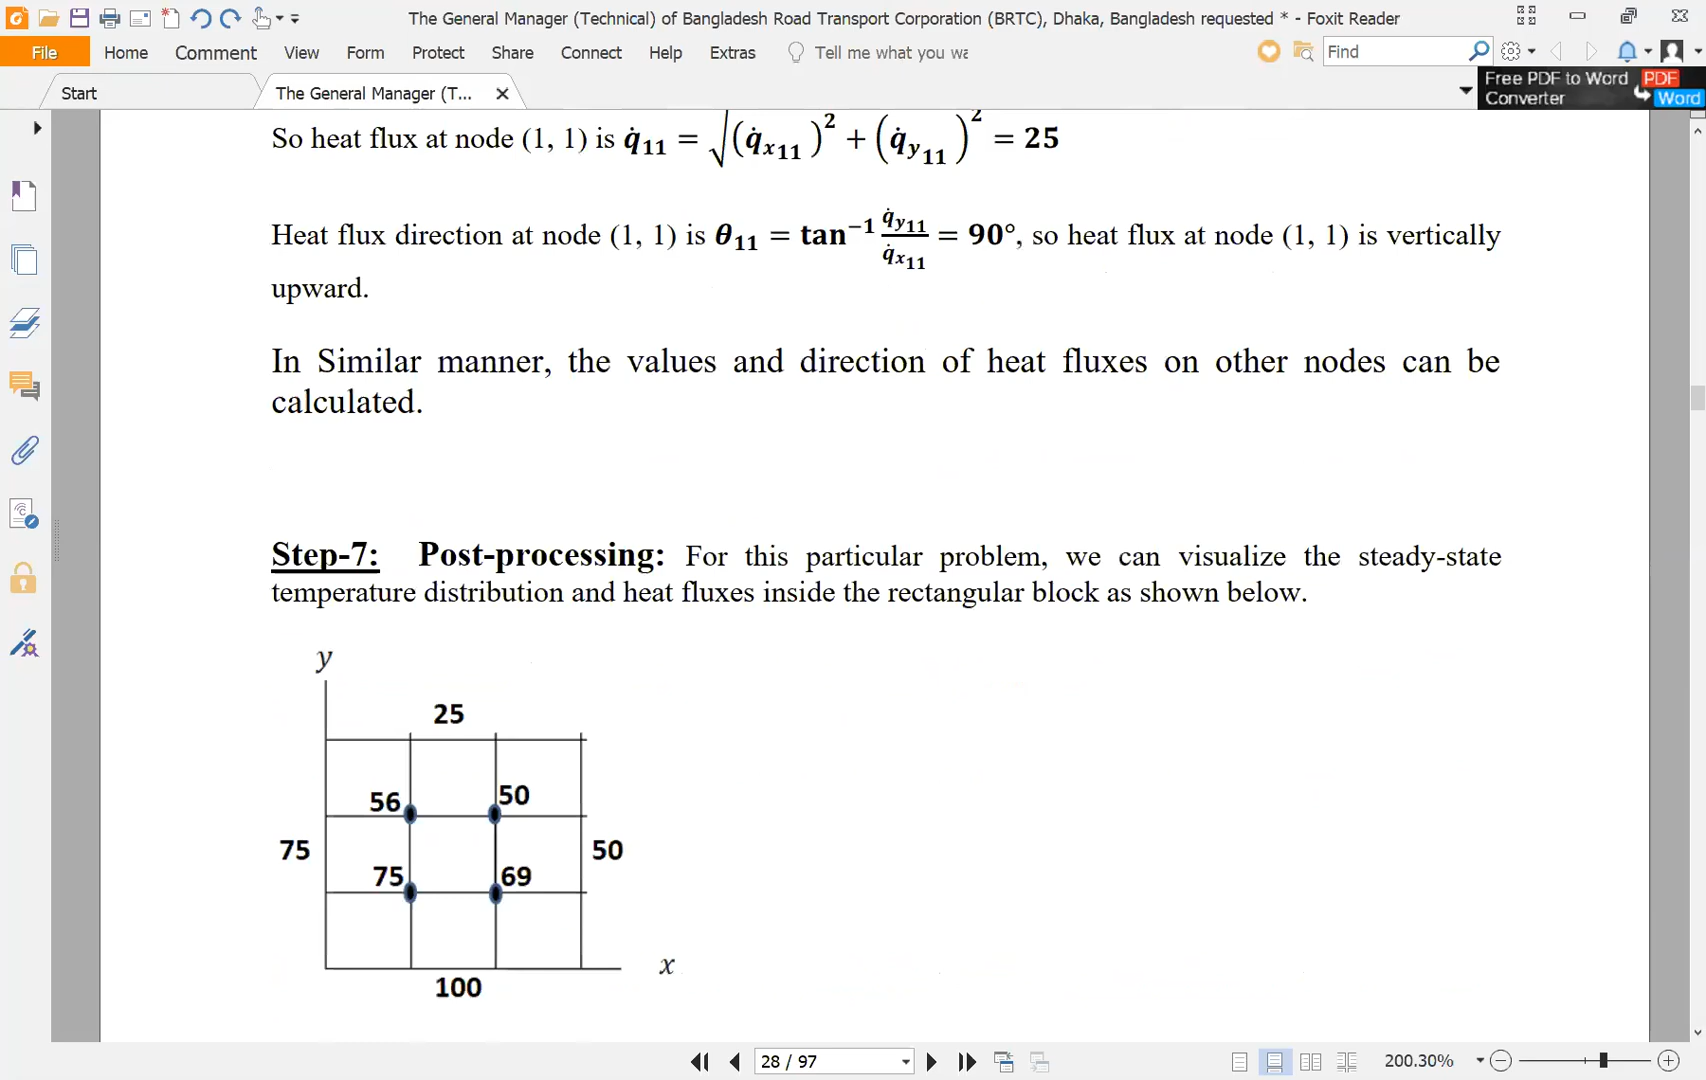 The General Manager (Technical) of Bangladesh Road Transport Corporation (BRTC), Dhaka, Bangladesh requested * - Foxit Reader
File Home Comment View Form Protect Share Connect Help Extras Tell me what you wa Find
Start The General Manager (T...
Free PDF to Word Converter PDF Word
So heat flux at node (1, 1) is q̇₁₁ = √((q̇ₓ₁₁)² + (q̇_y₁₁)²) = 25
Heat flux direction at node (1, 1) is θ₁₁ = tan⁻¹ q̇_y₁₁/q̇ₓ₁₁ = 90°, so heat flux at node (1, 1) is vertically
upward.
In Similar manner, the values and direction of heat fluxes on other nodes can be
calculated.
Step-7: Post-processing: For this particular problem, we can visualize the steady-state
temperature distribution and heat fluxes inside the rectangular block as shown below.
y
25
56 50
75 50
75 69
x
100
28 / 97 200.30%